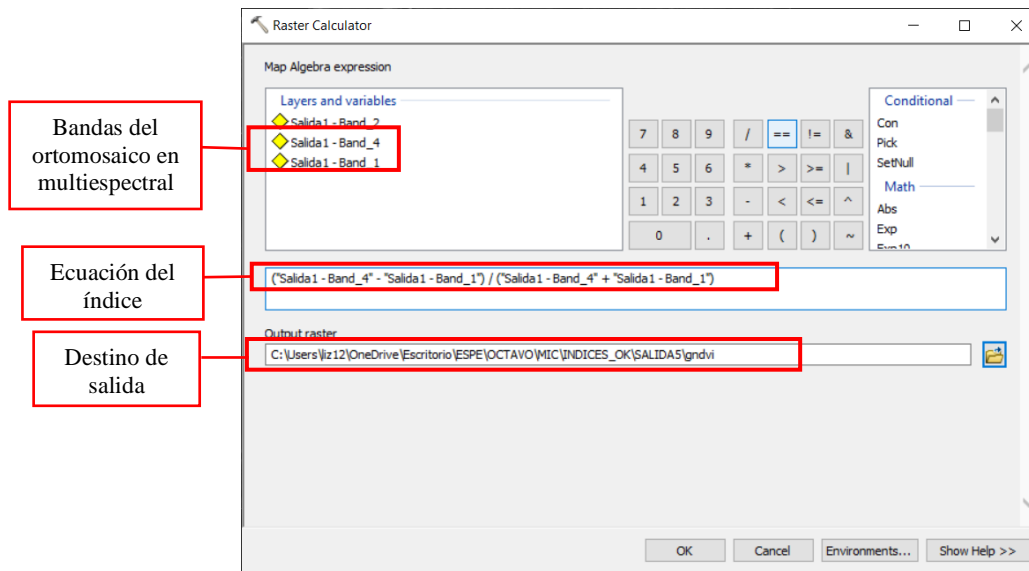 Raster Calculator
Map Algebra expression
Layers and variables
Salida1 - Band_2
Salida1 - Band_4
Salida1 - Band_1
7 8 9 / == != &
4 5 6 * > >= |
1 2 3 - < <= ^
0 . + ( ) ~
Conditional
Con
Pick
SetNull
Math
Abs
Exp
Exp10
("Salida1 - Band_4" - "Salida1 - Band_1") / ("Salida1 - Band_4" + "Salida1 - Band_1")
Output raster
C:\Users\liz12\OneDrive\Escritorio\ESPE\OCTAVO\MIC\INDICES_OK\SALIDA5\gndvi
OK
Cancel
Environments...
Show Help >>
Bandas del
ortomosaico en
multiespectral
Ecuación del
índice
Destino de
salida